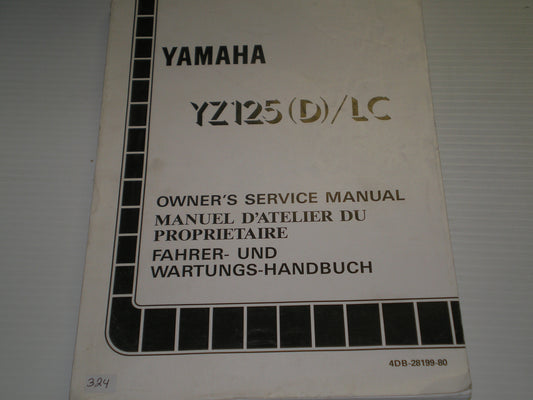 YAMAHA
YZ125(D)/LC
OWNER'S SERVICE MANUAL
MANUEL D'ATELIER DU
PROPRIETAIRE
FAHRER- UND
WARTUNGS-HANDBUCH
4DB-28199-80
324